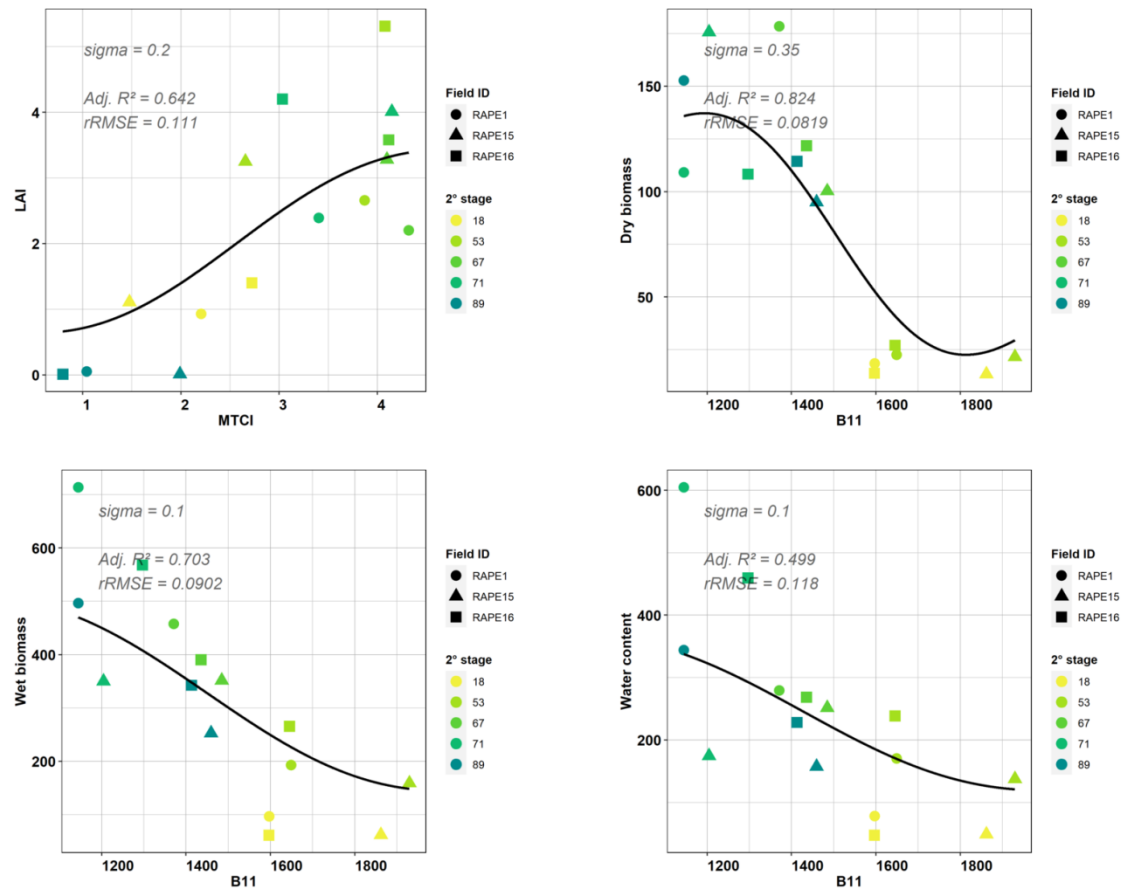 sigma = 0.2
Adj. R² = 0.642
rRMSE = 0.111
4
2
0
LAI
1 2 3 4
MTCI
Field ID
RAPE1
RAPE15
RAPE16
2° stage
18
53
67
71
89
sigma = 0.35
Adj. R² = 0.824
rRMSE = 0.0819
150
100
50
Dry biomass
1200 1400 1600 1800
B11
Field ID
RAPE1
RAPE15
RAPE16
2° stage
18
53
67
71
89
sigma = 0.1
Adj. R² = 0.703
rRMSE = 0.0902
600
400
200
Wet biomass
1200 1400 1600 1800
B11
Field ID
RAPE1
RAPE15
RAPE16
2° stage
18
53
67
71
89
sigma = 0.1
Adj. R² = 0.499
rRMSE = 0.118
600
400
200
Water content
1200 1400 1600 1800
B11
Field ID
RAPE1
RAPE15
RAPE16
2° stage
18
53
67
71
89